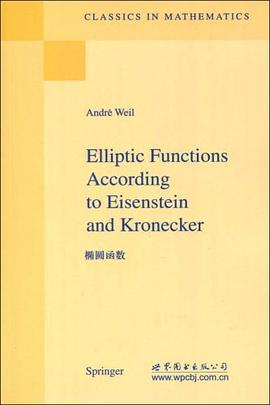 CLASSICS IN MATHEMATICS
André Weil
Elliptic Functions
According
to Eisenstein
and Kronecker
椭圆函数
Springer
世界图书出版公司
www.wpcbj.com.cn